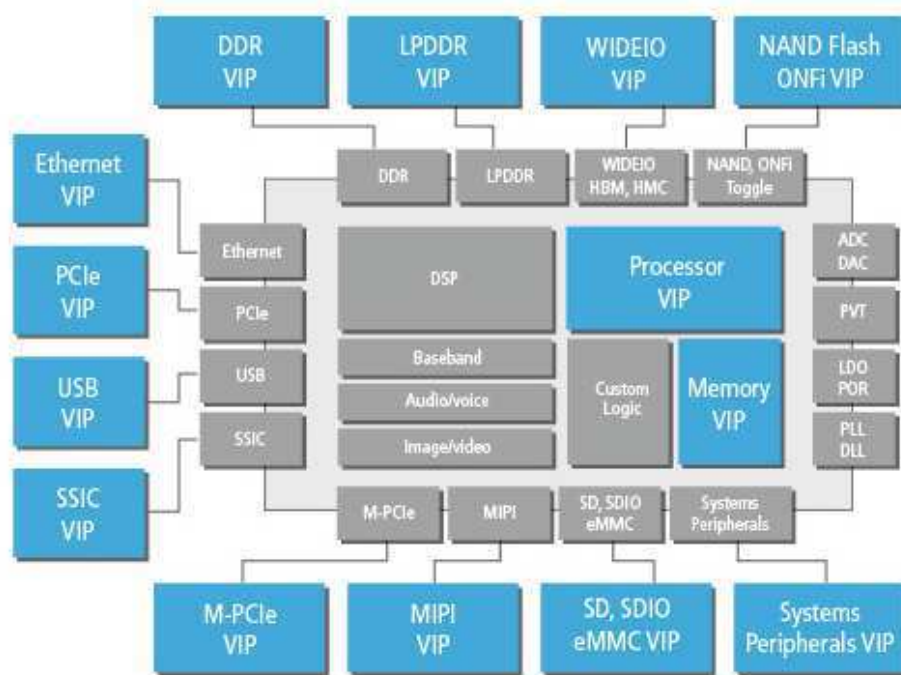 DDR
VIP
LPDDR
VIP
WIDEIO
VIP
NAND Flash
ONFi VIP
Ethernet
VIP
PCIe
VIP
USB
VIP
SSIC
VIP
DDR
LPDDR
WIDEIO
HBM, HMC
NAND, ONFi
Toggle
Ethernet
PCIe
USB
SSIC
DSP
Baseband
Audio/voice
Image/video
Processor
VIP
Custom
Logic
Memory
VIP
ADC
DAC
PVT
LDO
POR
PLL
DLL
M-PCIe
MIPI
SD, SDIO
eMMC
Systems
Peripherals
M-PCIe
VIP
MIPI
VIP
SD, SDIO
eMMC VIP
Systems
Peripherals VIP